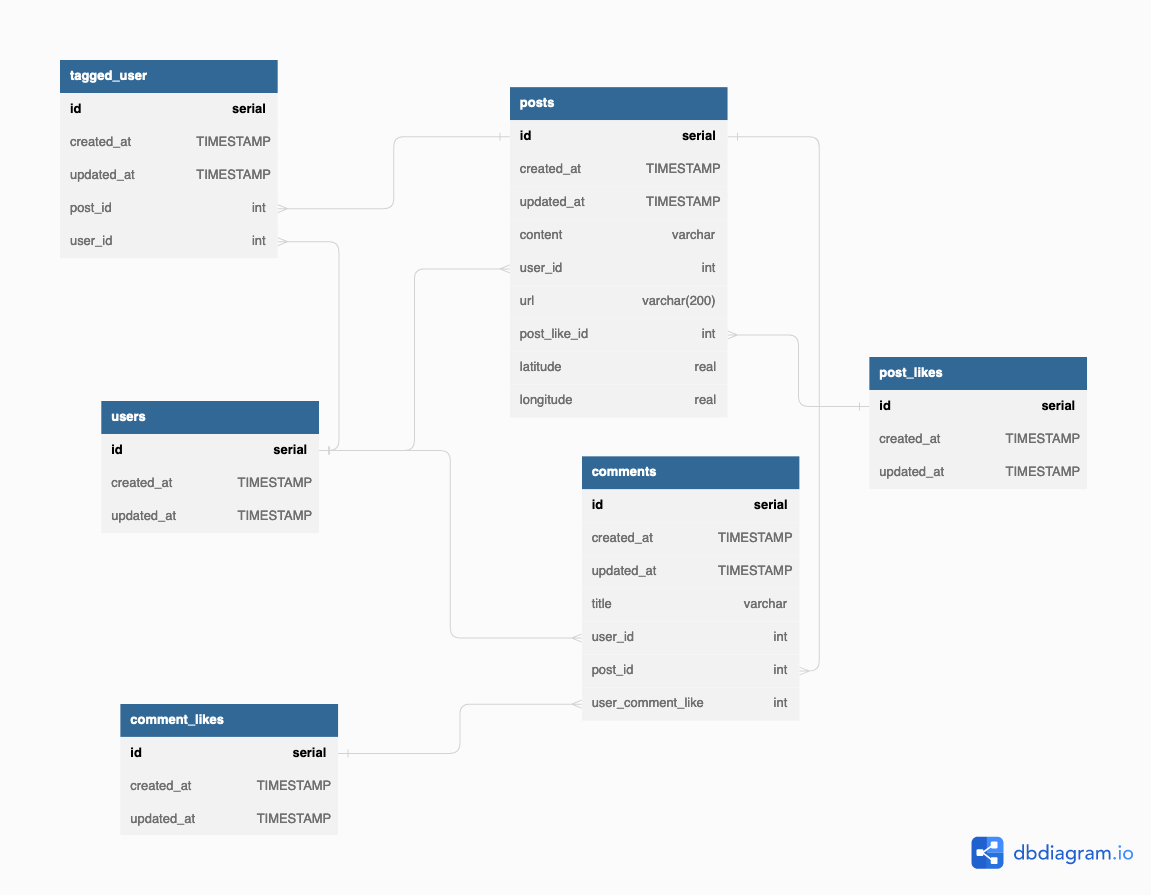 tagged_user
id serial
created_at TIMESTAMP
updated_at TIMESTAMP
post_id int
user_id int
posts
id serial
created_at TIMESTAMP
updated_at TIMESTAMP
content varchar
user_id int
url varchar(200)
post_like_id int
latitude real
longitude real
post_likes
id serial
created_at TIMESTAMP
updated_at TIMESTAMP
users
id serial
created_at TIMESTAMP
updated_at TIMESTAMP
comments
id serial
created_at TIMESTAMP
updated_at TIMESTAMP
title varchar
user_id int
post_id int
user_comment_like int
comment_likes
id serial
created_at TIMESTAMP
updated_at TIMESTAMP
dbdiagram.io